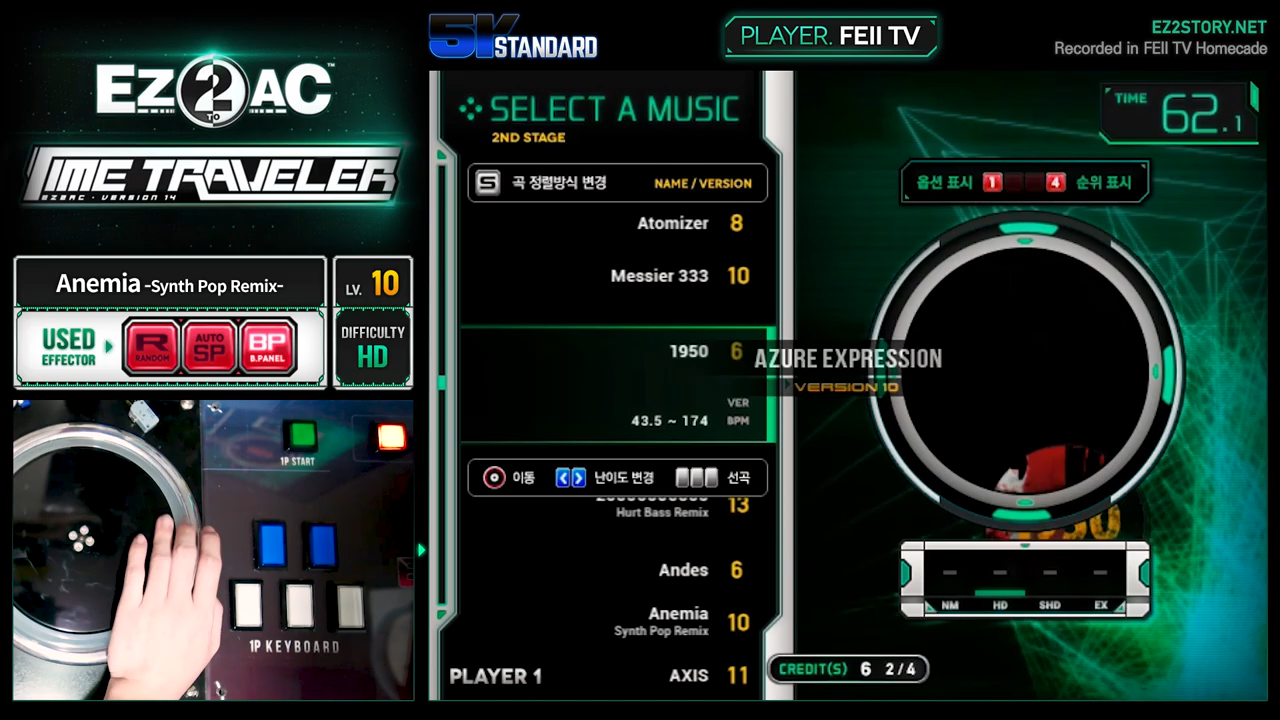 5K STANDARD
PLAYER. FEII TV
EZ2STORY.NET
Recorded in FEII TV Homecade
EZ2AC™
TO
TIME TRAVELER
EZ2AC · VERSION 14
Anemia -Synth Pop Remix-
LV. 10
USED
EFFECTOR
R
RANDOM
AUTO
SP
BP
B.PANEL
DIFFICULTY
HD
1P START
1P KEYBOARD
SELECT A MUSIC
2ND STAGE
S 곡 정렬방식 변경 NAME / VERSION
Atomizer 8
Messier 333 10
1950 6
VER
43.5 ~ 174 BPM
AZURE EXPRESSION
VERSION 10
이동 난이도 변경 선곡
Hurt Bass Remix 13
Andes 6
Anemia 10
Synth Pop Remix
AXIS 11
PLAYER 1
TIME 62.1
옵션 표시 1 4 순위 표시
- - - -
NM HD SHD EX
CREDIT(S) 6 2/4